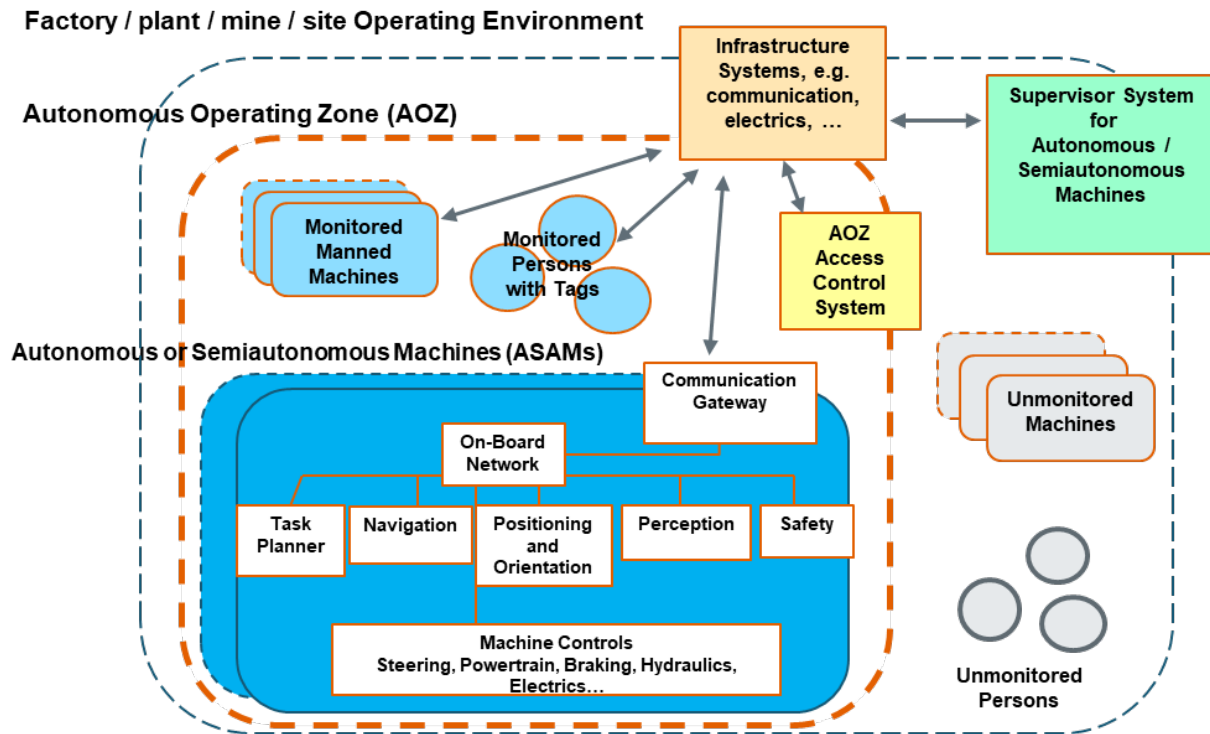 Factory / plant / mine / site Operating Environment
Infrastructure
Systems, e.g.
communication,
electrics, …
Supervisor System
for
Autonomous /
Semiautonomous
Machines
Autonomous Operating Zone (AOZ)
Monitored
Manned
Machines
Monitored
Persons
with Tags
AOZ
Access
Control
System
Autonomous or Semiautonomous Machines (ASAMs)
Communication
Gateway
Unmonitored
Machines
On-Board
Network
Task
Planner
Navigation
Positioning
and
Orientation
Perception
Safety
Machine Controls
Steering, Powertrain, Braking, Hydraulics,
Electrics…
Unmonitored
Persons